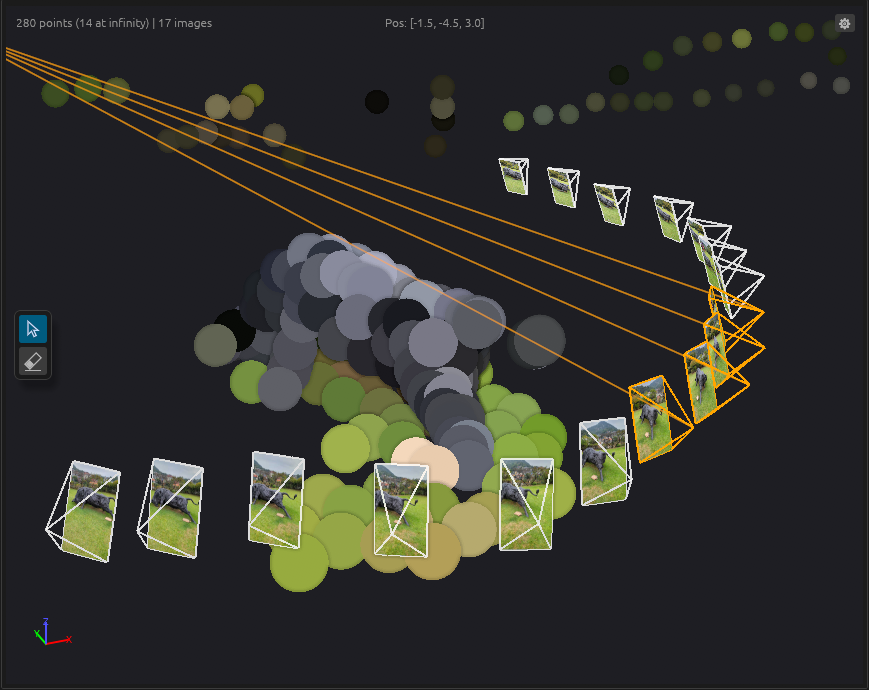 280 points (14 at infinity) | 17 images
Pos: [-1.5, -4.5, 3.0]
Z
Y
X